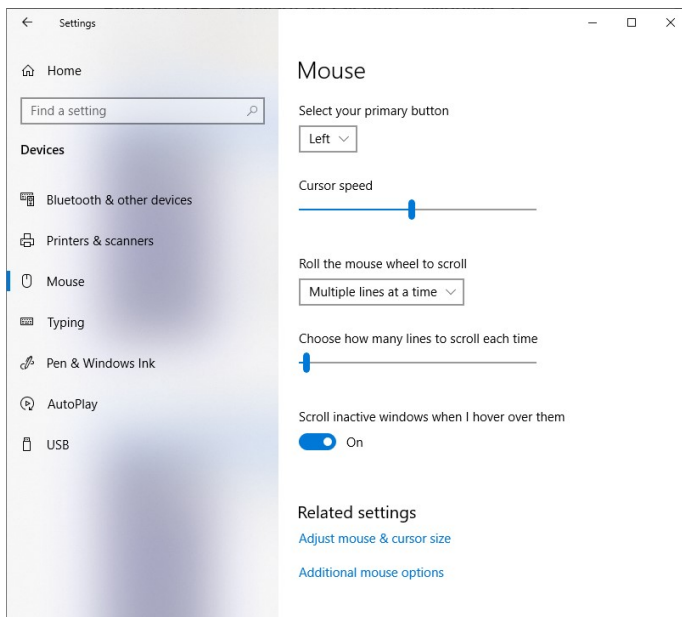 Settings
Home
Find a setting
Devices
Bluetooth & other devices
Printers & scanners
Mouse
Typing
Pen & Windows Ink
AutoPlay
USB
Mouse
Select your primary button
Left
Cursor speed
Roll the mouse wheel to scroll
Multiple lines at a time
Choose how many lines to scroll each time
Scroll inactive windows when I hover over them
On
Related settings
Adjust mouse & cursor size
Additional mouse options